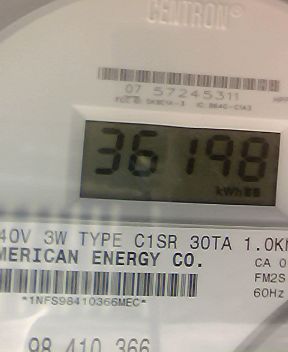 CENTRON®
07 57245311
36198
kWh
40V 3W TYPE C1SR 30TA 1.0K
MERICAN ENERGY CO.
CA 0
FM2S
60Hz
*1NFS98410366MEC*
98 410 366